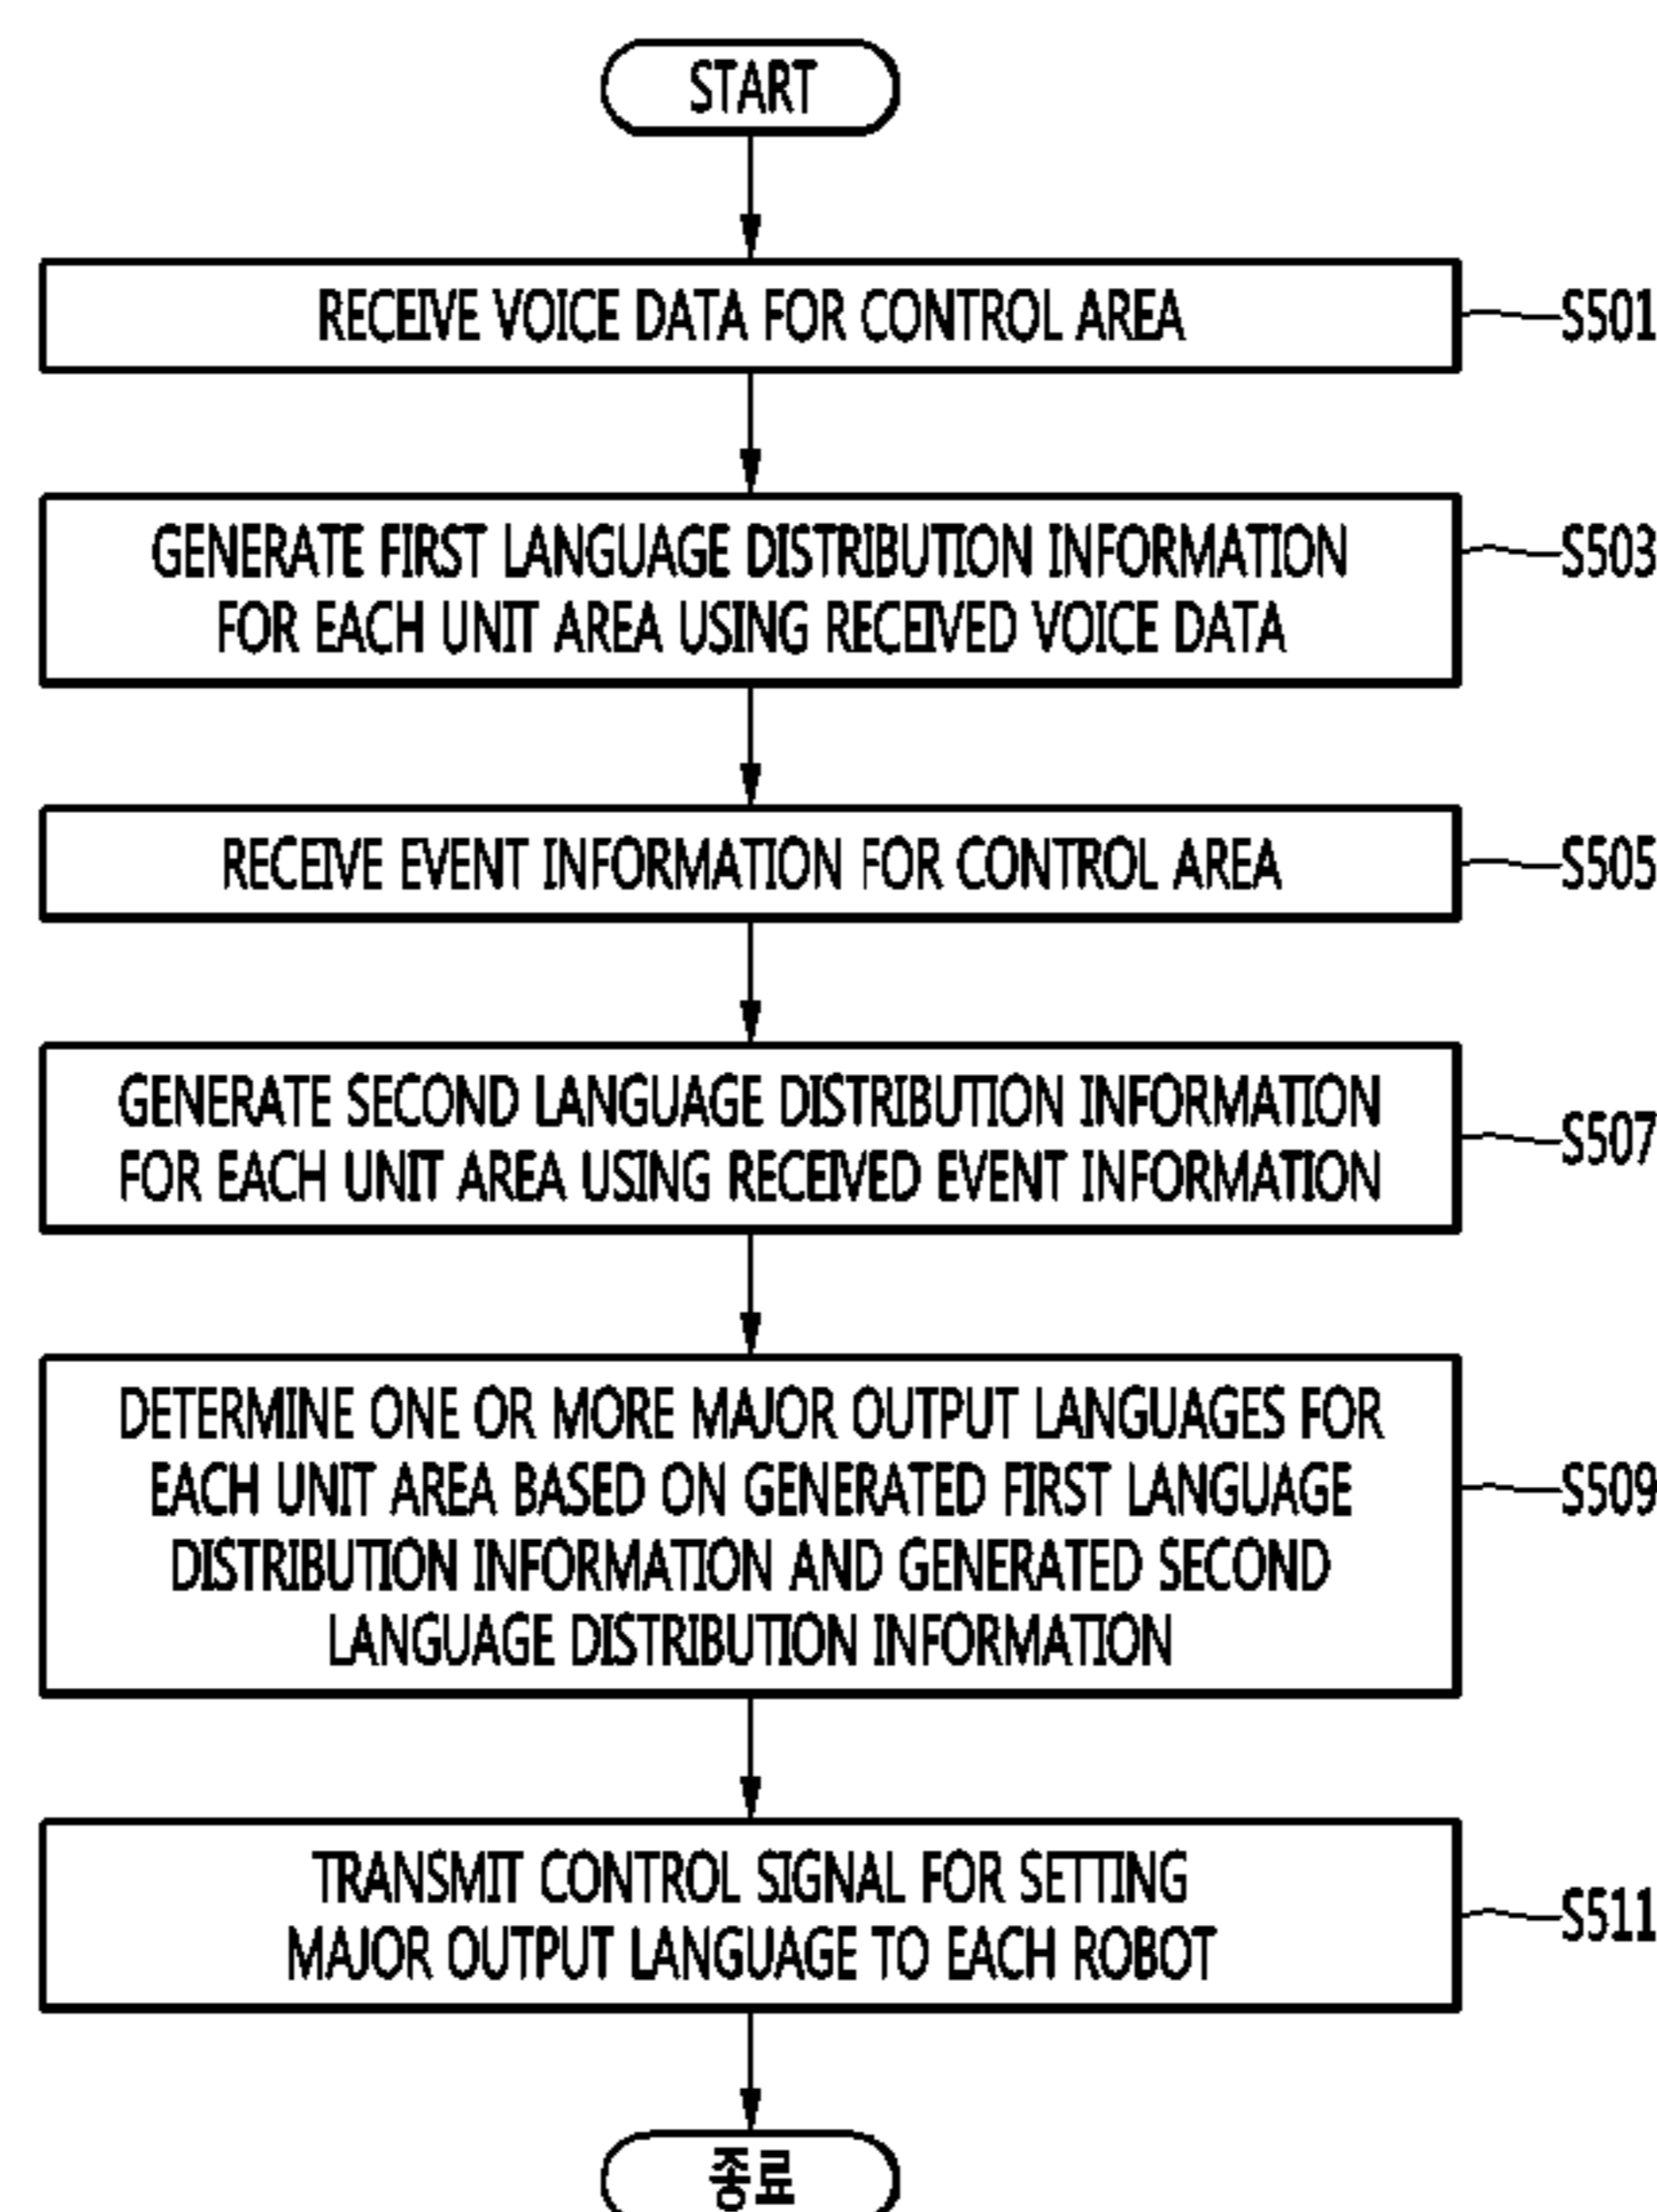 START
RECEIVE VOICE DATA FOR CONTROL AREA
S501
GENERATE FIRST LANGUAGE DISTRIBUTION INFORMATION
FOR EACH UNIT AREA USING RECEIVED VOICE DATA
S503
RECEIVE EVENT INFORMATION FOR CONTROL AREA
S505
GENERATE SECOND LANGUAGE DISTRIBUTION INFORMATION
FOR EACH UNIT AREA USING RECEIVED EVENT INFORMATION
S507
DETERMINE ONE OR MORE MAJOR OUTPUT LANGUAGES FOR
EACH UNIT AREA BASED ON GENERATED FIRST LANGUAGE
DISTRIBUTION INFORMATION AND GENERATED SECOND
LANGUAGE DISTRIBUTION INFORMATION
S509
TRANSMIT CONTROL SIGNAL FOR SETTING
MAJOR OUTPUT LANGUAGE TO EACH ROBOT
S511
종료